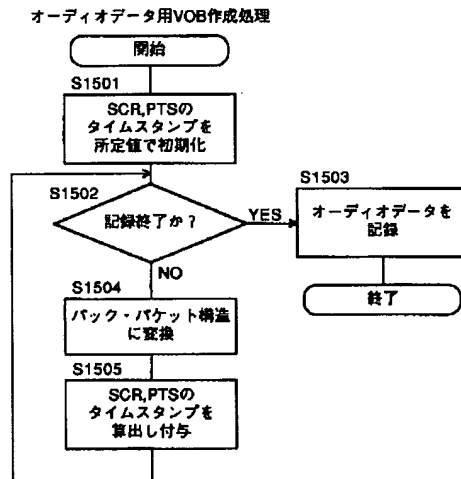 オーディオデータ用VOB作成処理
開始
S1501
SCR,PTSの
タイムスタンプを
所定値で初期化
S1502
記録終了か?
YES
S1503
オーディオデータを
記録
終了
NO
S1504
パック・パケット構造
に変換
S1505
SCR,PTSの
タイムスタンプを
算出し付与